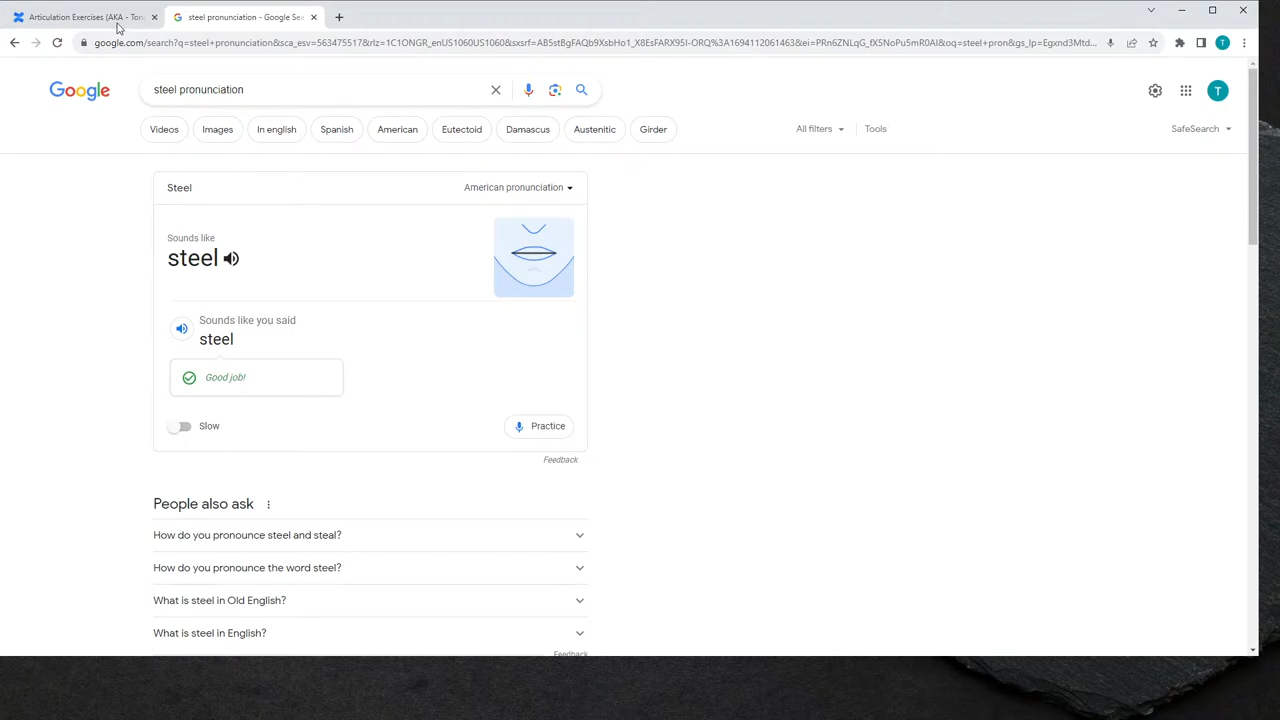 Articulation Exercises (AKA - Ton
steel pronunciation - Google Sea
google.com/search?q=steel+pronunciation&sca_esv=563475517&rlz=1C1ONGR_enUS1060US1060&sxsrf=AB5stBgFAQb9XsbHo1_X8EsFARX95I-ORQ%3A1694112061463&ei=PRn6ZNLqG_fX5NoPu5mR0AI&oq=steel+pron&gs_lp=Egxnd3Mtd...
T
Google
steel pronunciation
T
Videos
Images
In english
Spanish
American
Eutectoid
Damascus
Austenitic
Girder
All filters
Tools
SafeSearch
Steel
American pronunciation
Sounds like
steel
Sounds like you said
steel
Good job!
Slow
Practice
Feedback
People also ask
How do you pronounce steel and steal?
How do you pronounce the word steel?
What is steel in Old English?
What is steel in English?
Feedback